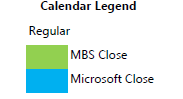 Calendar Legend
Regular
MBS Close
Microsoft Close